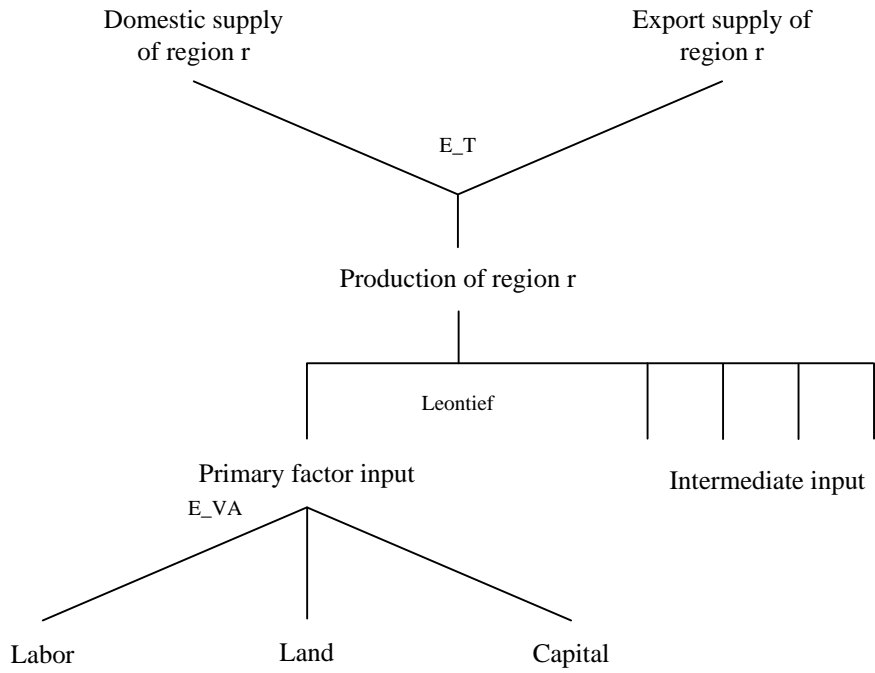 Domestic supply
of region r
Export supply of
region r
E_T
Production of region r
Leontief
Primary factor input
Intermediate input
E_VA
Labor
Land
Capital